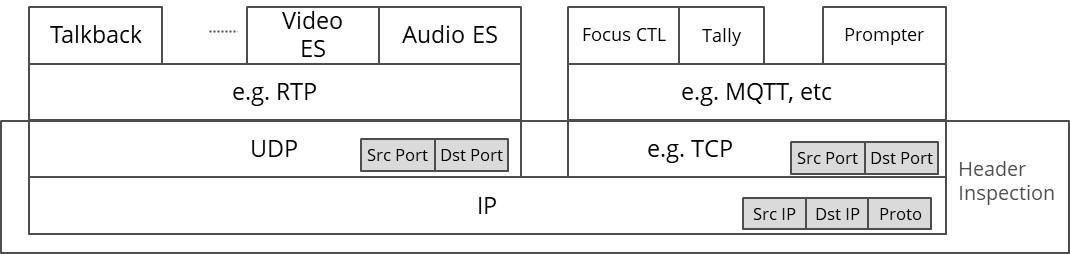 Talkback
Video
ES
Audio ES
Focus CTL
Tally
Prompter
e.g. RTP
e.g. MQTT, etc
UDP
Src Port
Dst Port
e.g. TCP
Src Port
Dst Port
Header
Inspection
IP
Src IP
Dst IP
Proto